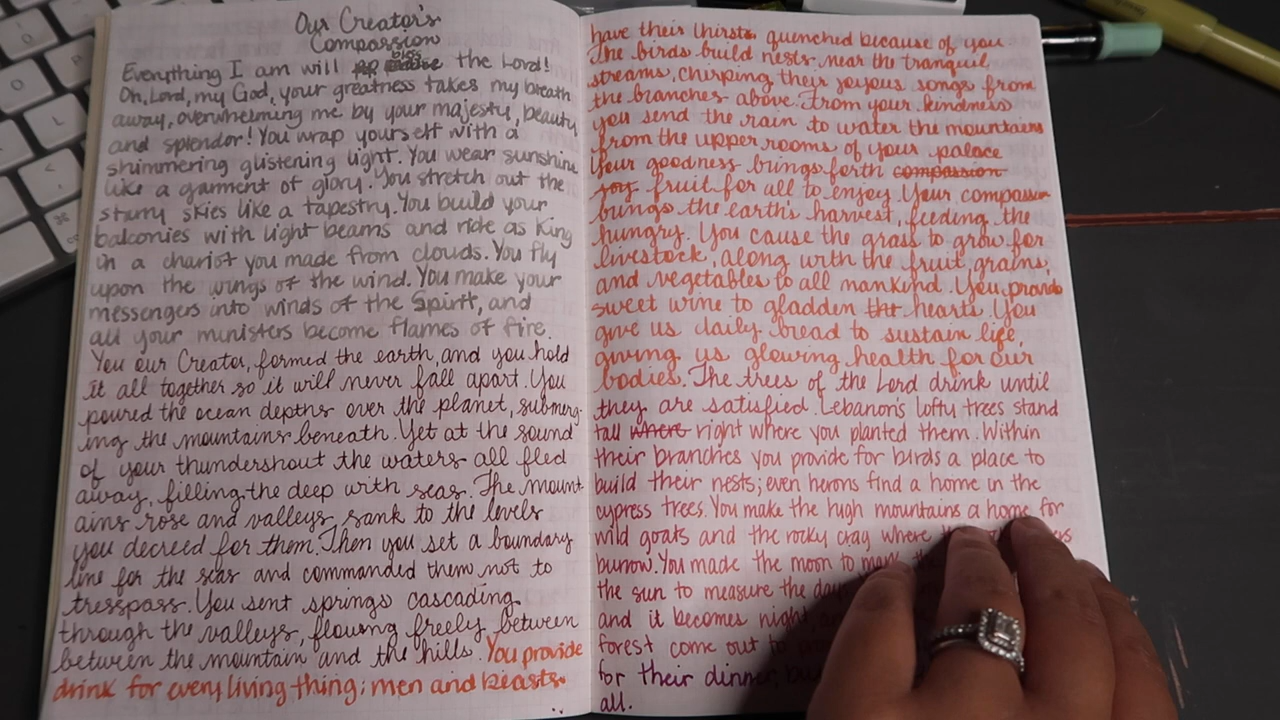 Our Creator's
Compassion
bless
Everything I am will the Lord!
Oh, Lord, my God, your greatness takes my breath
away, overwhelming me by your majesty, beauty
and splendor! You wrap yourself with a
shimmering glistening light. You wear sunshine
like a garment of glory. You stretch out the
starry skies like a tapestry. You build your
balconies with light beams and ride as King
in a chariot you made from clouds. You fly
upon the wings of the wind. You make your
messengers into winds of the Spirit, and
all your ministers become flames of fire.
You our Creator, formed the earth, and you hold
it all together so it will never fall apart. You
poured the ocean depths over the planet, submerg-
ing the mountains beneath. Yet at the sound
of your thundershout the waters all fled
away, filling the deep with seas. The mount-
ains rose and valleys sank to the levels
you decreed for them. Then you set a boundary
line for the seas and commanded them not to
tresspass. You sent springs cascading
through the valleys, flowing freely between
between the mountain and the hills. You provide
drink for every living thing; men and beasts
have their thirsts quenched because of you
The birds build nests near the tranquil
streams, chirping their joyous songs from
the branches above. From your kindness
you send the rain to water the mountains
from the upper rooms of your palace
Your goodness brings forth compassion
joy fruit for all to enjoy. Your compassion
brings the earth's harvest, feeding the
hungry. You cause the grass to grow for
livestock, along with the fruit, grains,
and vegetables to all mankind. You provide
sweet wine to gladden the hearts. You
give us daily bread to sustain life,
giving us glowing health for our
bodies. The trees of the Lord drink until
they are satisfied. Lebanon's lofty trees stand
tall where right where you planted them. Within
their branches you provide for birds a place to
build their nests; even herons find a home in the
cypress trees. You make the high mountains a home for
wild goats and the rocky crag where
burrow. You made the moon to
the sun to measure the
and it becomes night,
forest come out to
for their dinner,
all.